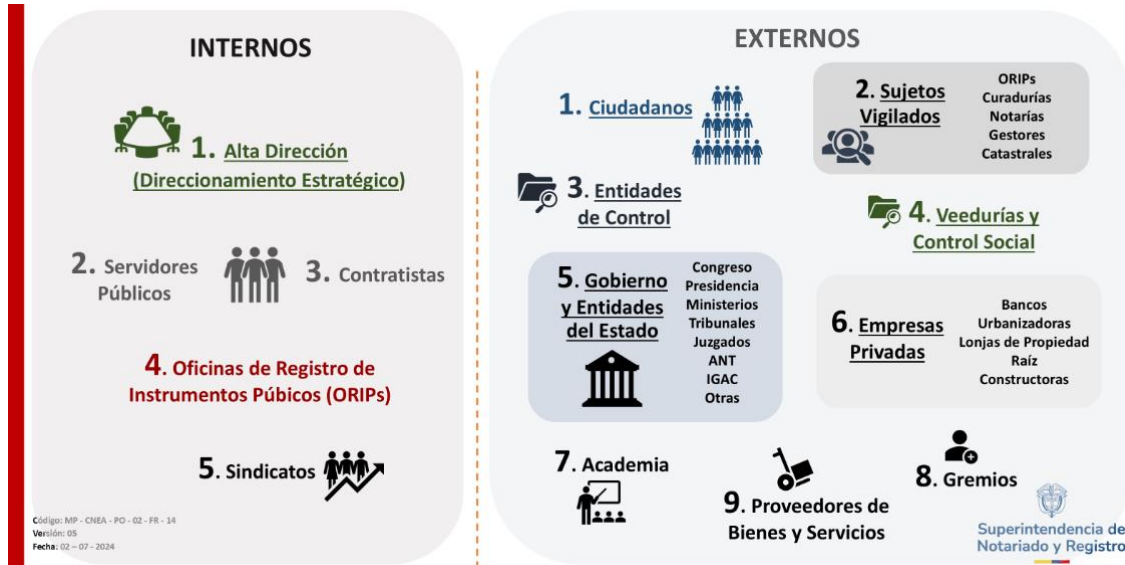 INTERNOS
1. Alta Dirección
(Direccionamiento Estratégico)
2. Servidores
Públicos
3. Contratistas
4. Oficinas de Registro de
Instrumentos Púbicos (ORIPs)
5. Sindicatos
Código: MP - CNEA - PO - 02 - FR - 14
Versión: 05
Fecha: 02 – 07 - 2024
EXTERNOS
1. Ciudadanos
2. Sujetos
Vigilados
ORIPs
Curadurías
Notarías
Gestores
Catastrales
3. Entidades
de Control
4. Veedurías y
Control Social
5. Gobierno
y Entidades
del Estado
Congreso
Presidencia
Ministerios
Tribunales
Juzgados
ANT
IGAC
Otras
6. Empresas
Privadas
Bancos
Urbanizadoras
Lonjas de Propiedad
Raíz
Constructoras
7. Academia
8. Gremios
9. Proveedores de
Bienes y Servicios
Superintendencia de
Notariado y Registro